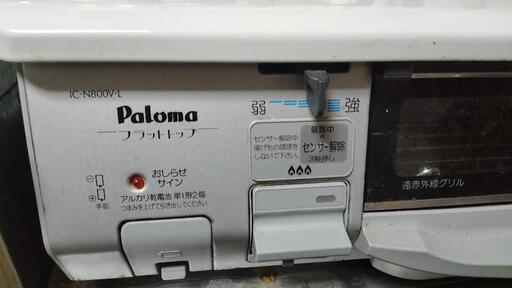 IC-N800V-L
Paloma
フラットトップ
弱
強
解除中
センサー解除
3秒押し
センサー解除中
揚げもの調理を
しないで下さい。
おしらせ
サイン
手前
アルカリ乾電池 単1形2個
つまみを上げて引き出してください
遠赤外線グリル